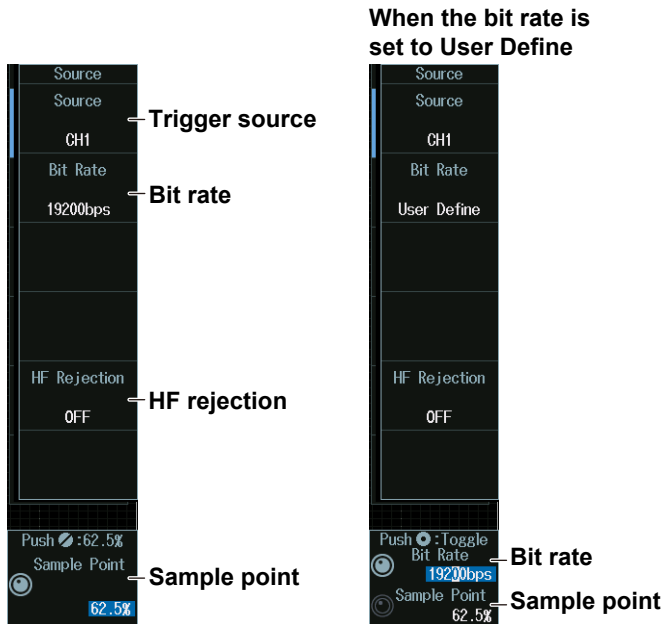 Source
Source
CH1
Bit Rate
19200bps
HF Rejection
OFF
Push :62.5%
Sample Point
62.5%
Trigger source
Bit rate
HF rejection
Sample point
When the bit rate is
set to User Define
Source
Source
CH1
Bit Rate
User Define
HF Rejection
OFF
Push :Toggle
Bit Rate
19200bps
Sample Point
62.5%
Bit rate
Sample point